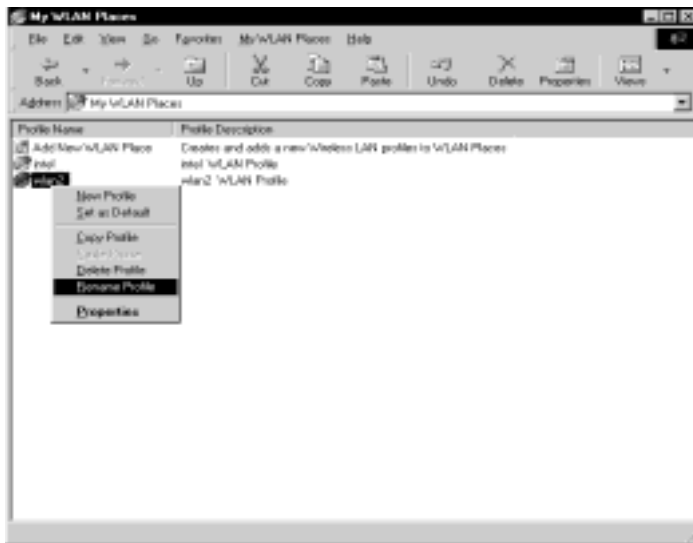 My WLAN Places
File Edit View Go Favorites My WLAN Places Help
Back Forward Up Cut Copy Paste Undo Delete Properties Views
Address My WLAN Places
Profile Name Profile Description
Add New WLAN Place Creates and adds a new Wireless LAN profiles to WLAN Places
intel intel WLAN Profile
wlan2 wlan2 WLAN Profile
New Profile
Set as Default
Copy Profile
Delete Profile
Rename Profile
Properties